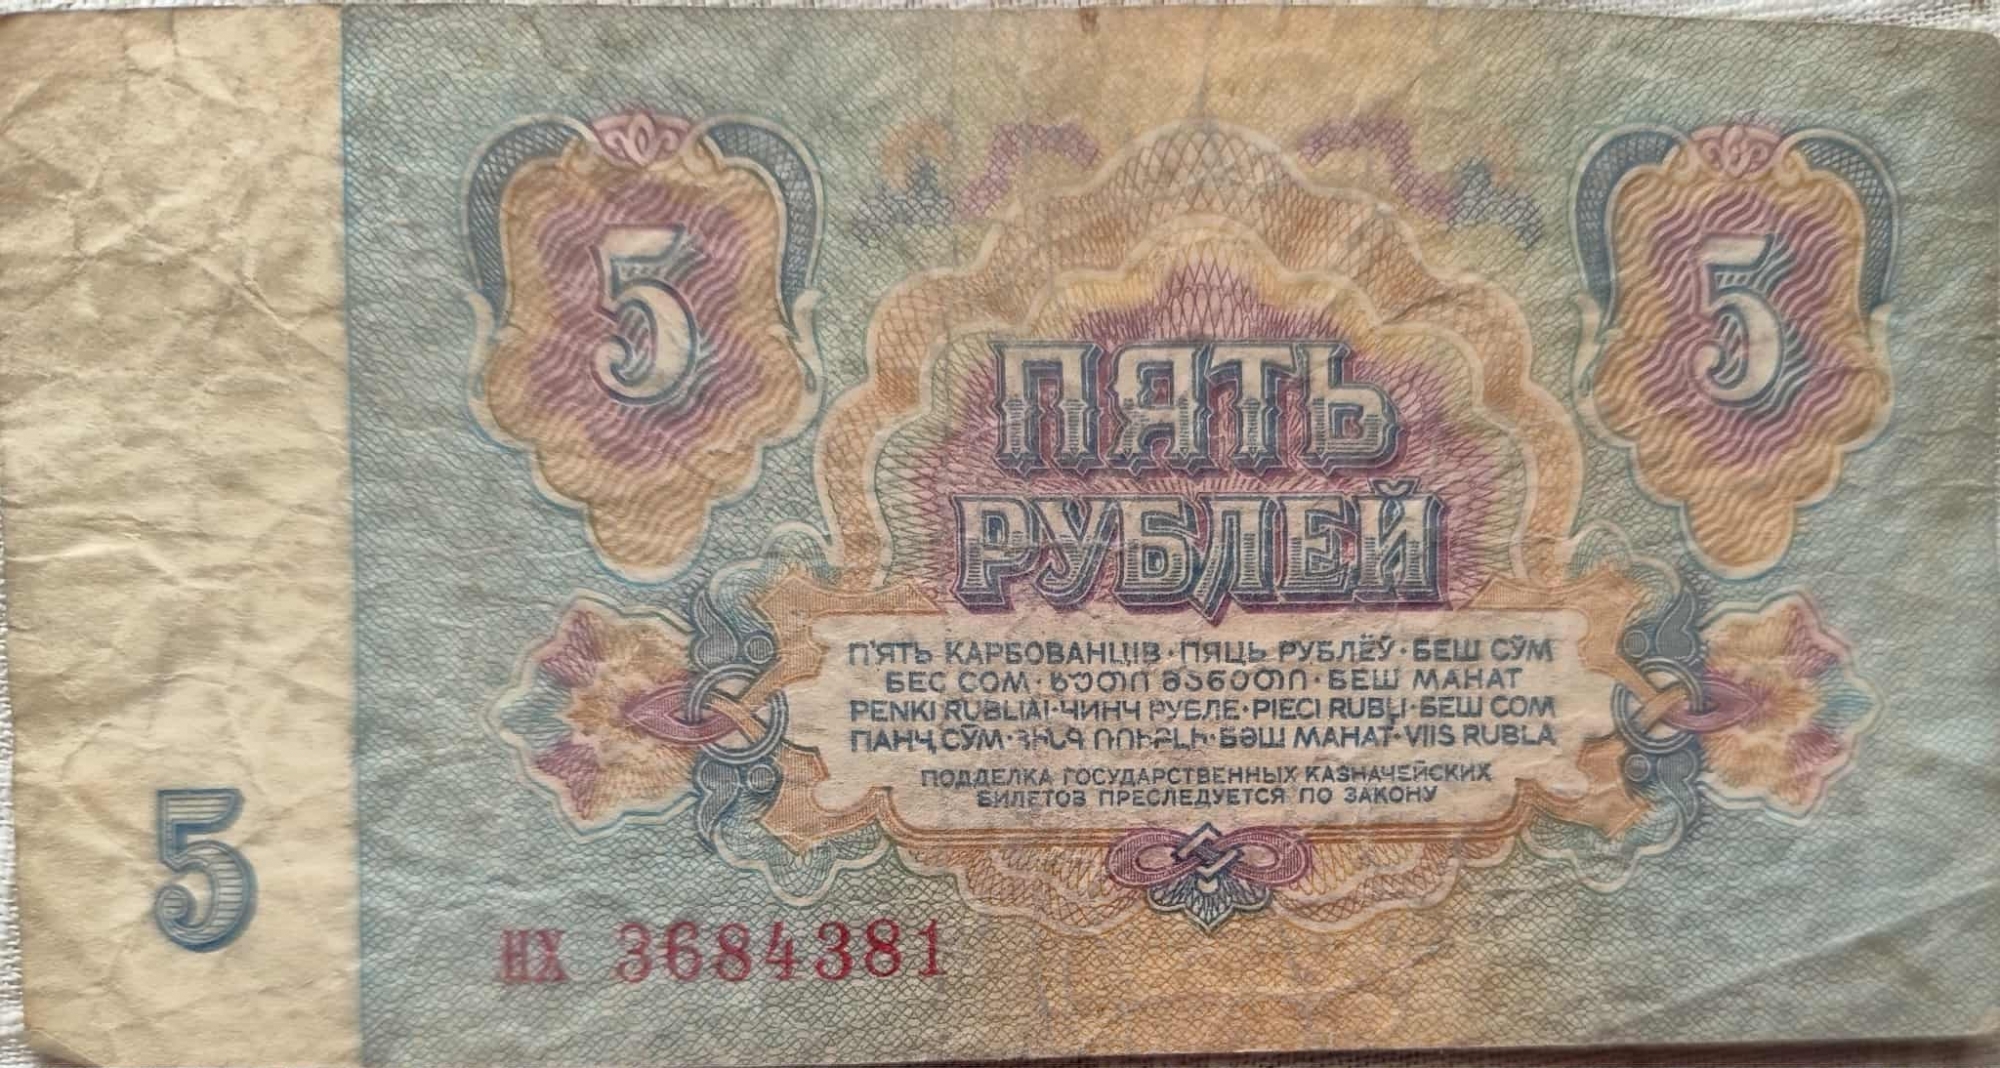 5
5
ПЯТЬ
РУБЛЕЙ
П'ЯТЬ КАРБОВАНЦІВ·ПЯЦЬ РУБЛЁЎ·БЕШ СЎМ
БЕС СОМ·ᲮᲣᲗᲘ ᲛᲐᲜᲔᲗᲘ·БЕШ МАНАТ
PENKI RUBLIAI·ЧИНЧ РУБЛЕ·PIECI RUBĻI·БЕШ СОМ
ПАНҶ СӮМ·ՀԻՆԳ ՌՈՒԲԼԻ·БӘШ МАНАТ·VIIS RUBLA
ПОДДЕЛКА ГОСУДАРСТВЕННЫХ КАЗНАЧЕЙСКИХ
БИЛЕТОВ ПРЕСЛЕДУЕТСЯ ПО ЗАКОНУ
5
нх 3684381